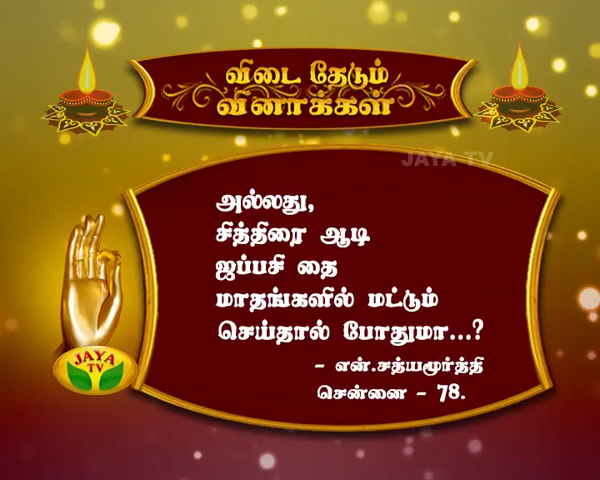 விடை தேடும்
வினாக்கள்
JAYA TV
அல்லது,
சித்திரை ஆடி
ஐப்பசி தை
மாதங்களில் மட்டும்
செய்தால் போதுமா...?
- என்.சத்யமூர்த்தி
சென்னை - 78.
JAYA
TV